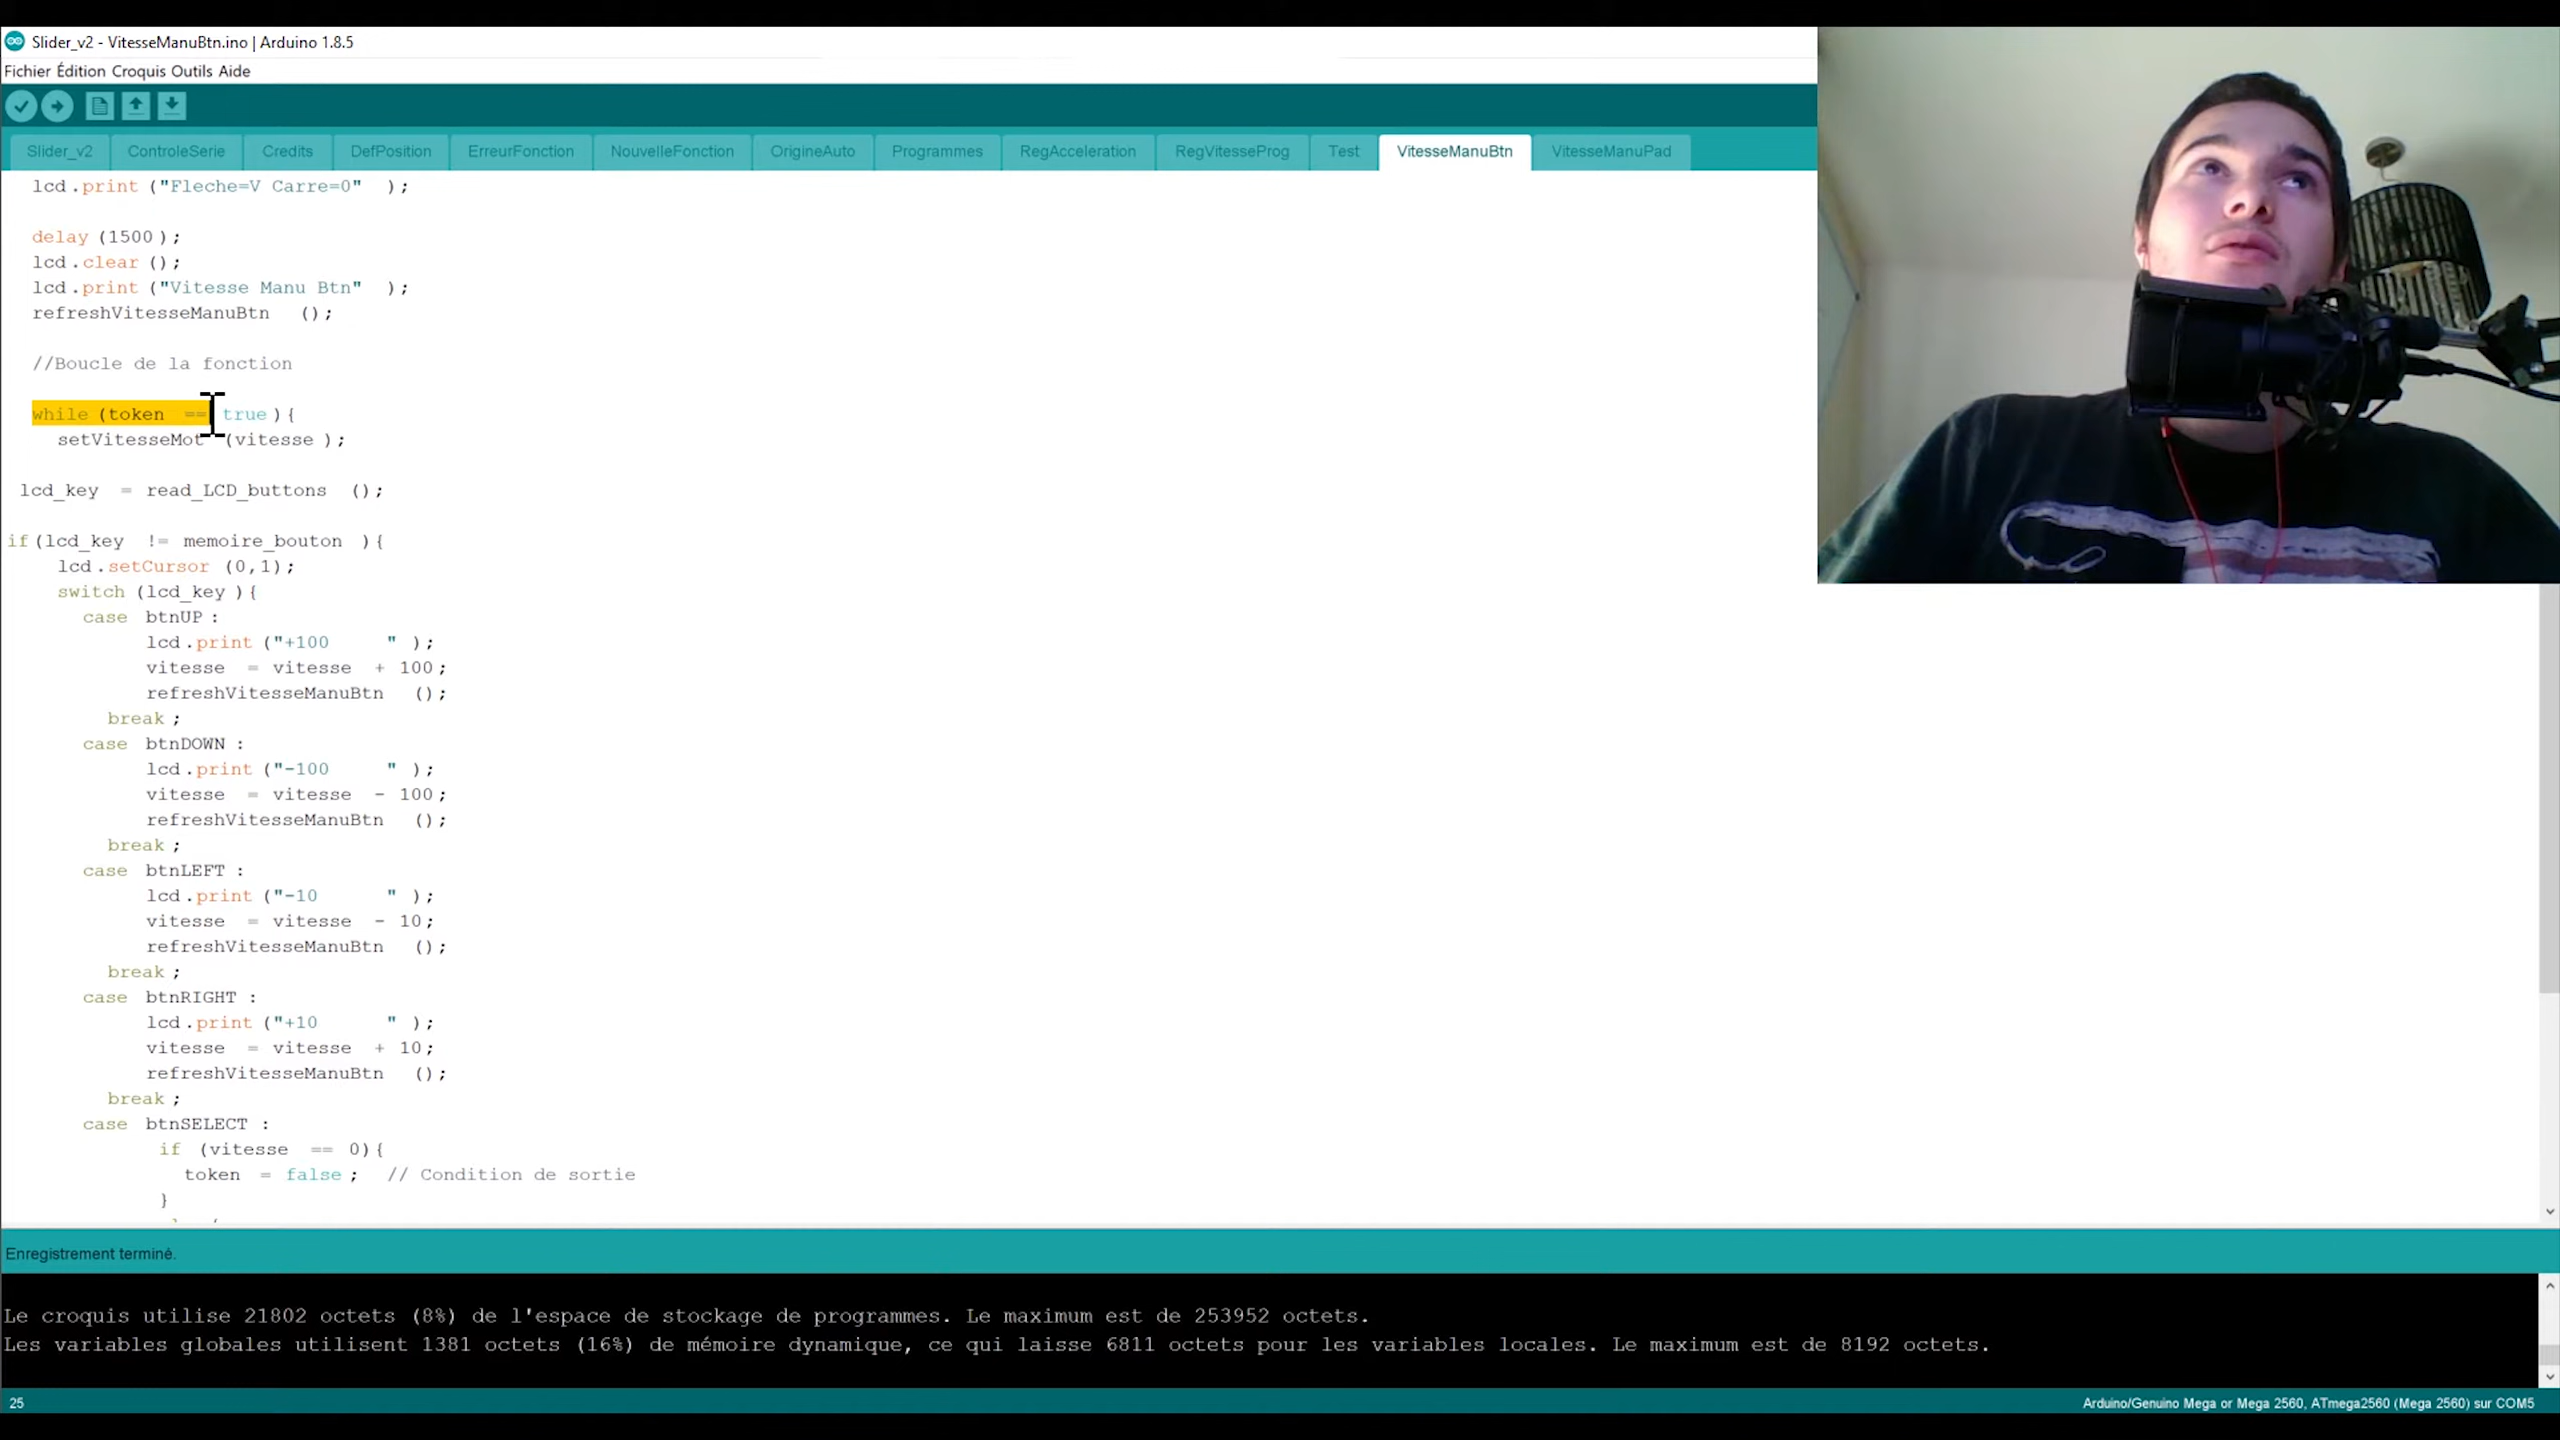 Slider_v2 - VitesseManuBtn.ino | Arduino 1.8.5
Fichier Édition Croquis Outils Aide
Slider_v2 ControleSerie Credits DefPosition ErreurFonction NouvelleFonction OrigineAuto Programmes RegAcceleration RegVitesseProg Test VitesseManuBtn VitesseManuPad
lcd.print ("Fleche=V Carre=0" );
delay (1500 );
lcd.clear ();
lcd.print ("Vitesse Manu Btn" );
refreshVitesseManuBtn ();
//Boucle de la fonction
while (token == true ){
setVitesseMot (vitesse );
lcd_key = read_LCD_buttons ();
if(lcd_key != memoire_bouton ){
lcd.setCursor (0,1);
switch (lcd_key ){
case btnUP :
lcd.print ("+100 " );
vitesse = vitesse + 100;
refreshVitesseManuBtn ();
break ;
case btnDOWN :
lcd.print ("-100 " );
vitesse = vitesse - 100;
refreshVitesseManuBtn ();
break ;
case btnLEFT :
lcd.print ("-10 " );
vitesse = vitesse - 10;
refreshVitesseManuBtn ();
break ;
case btnRIGHT :
lcd.print ("+10 " );
vitesse = vitesse + 10;
refreshVitesseManuBtn ();
break ;
case btnSELECT :
if (vitesse == 0){
token = false ; // Condition de sortie
}
Enregistrement terminé.
Le croquis utilise 21802 octets (8%) de l'espace de stockage de programmes. Le maximum est de 253952 octets.
Les variables globales utilisent 1381 octets (16%) de mémoire dynamique, ce qui laisse 6811 octets pour les variables locales. Le maximum est de 8192 octets.
25 Arduino/Genuino Mega or Mega 2560, ATmega2560 (Mega 2560) sur COM5